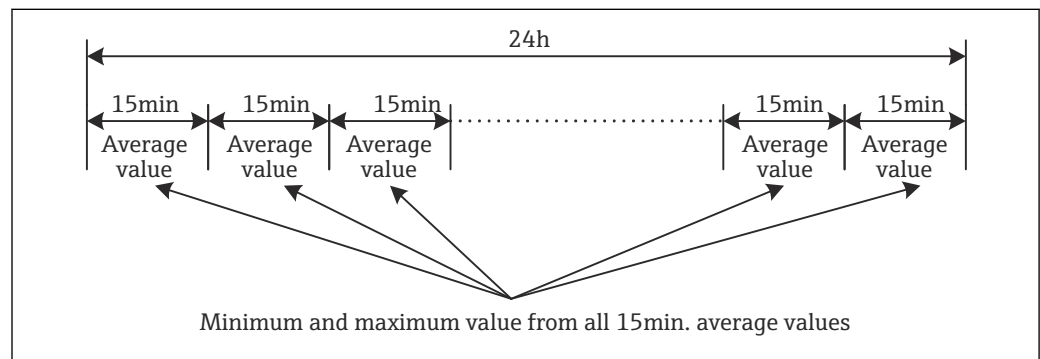 24h
15min 15min 15min 15min 15min
Average Average Average Average Average
value value value value value
Minimum and maximum value from all 15min. average values